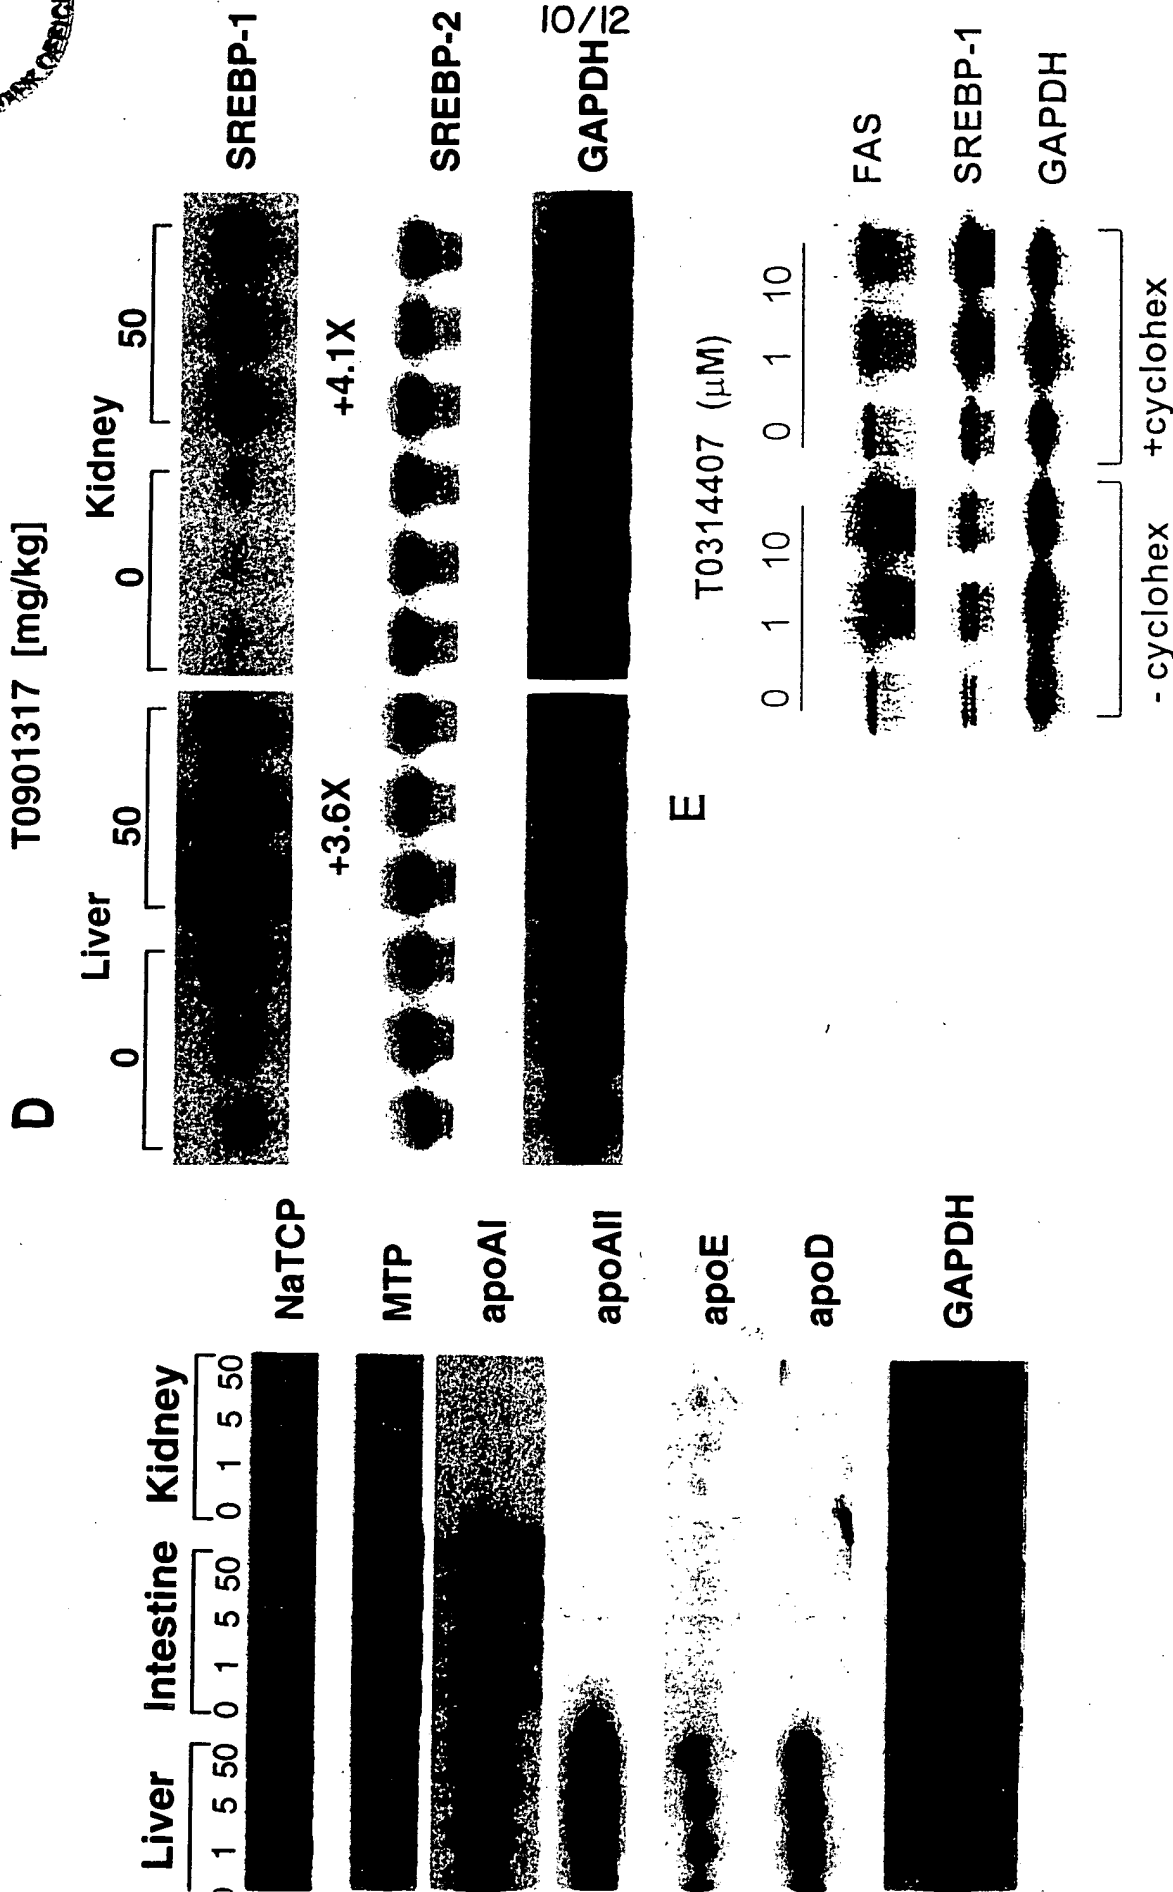 10/12
Liver Intestine Kidney
1 5 50 0 1 5 50 0 1 5 50
NaTCP
MTP
apoAI
apoAII
apoE
apoD
GAPDH
D
T0901317 [mg/kg]
Liver Kidney
0 50 0 50
SREBP-1
+3.6X +4.1X
SREBP-2
GAPDH
E
T0314407 (μM)
0 1 10 0 1 10
FAS
SREBP-1
GAPDH
- cyclohex +cyclohex